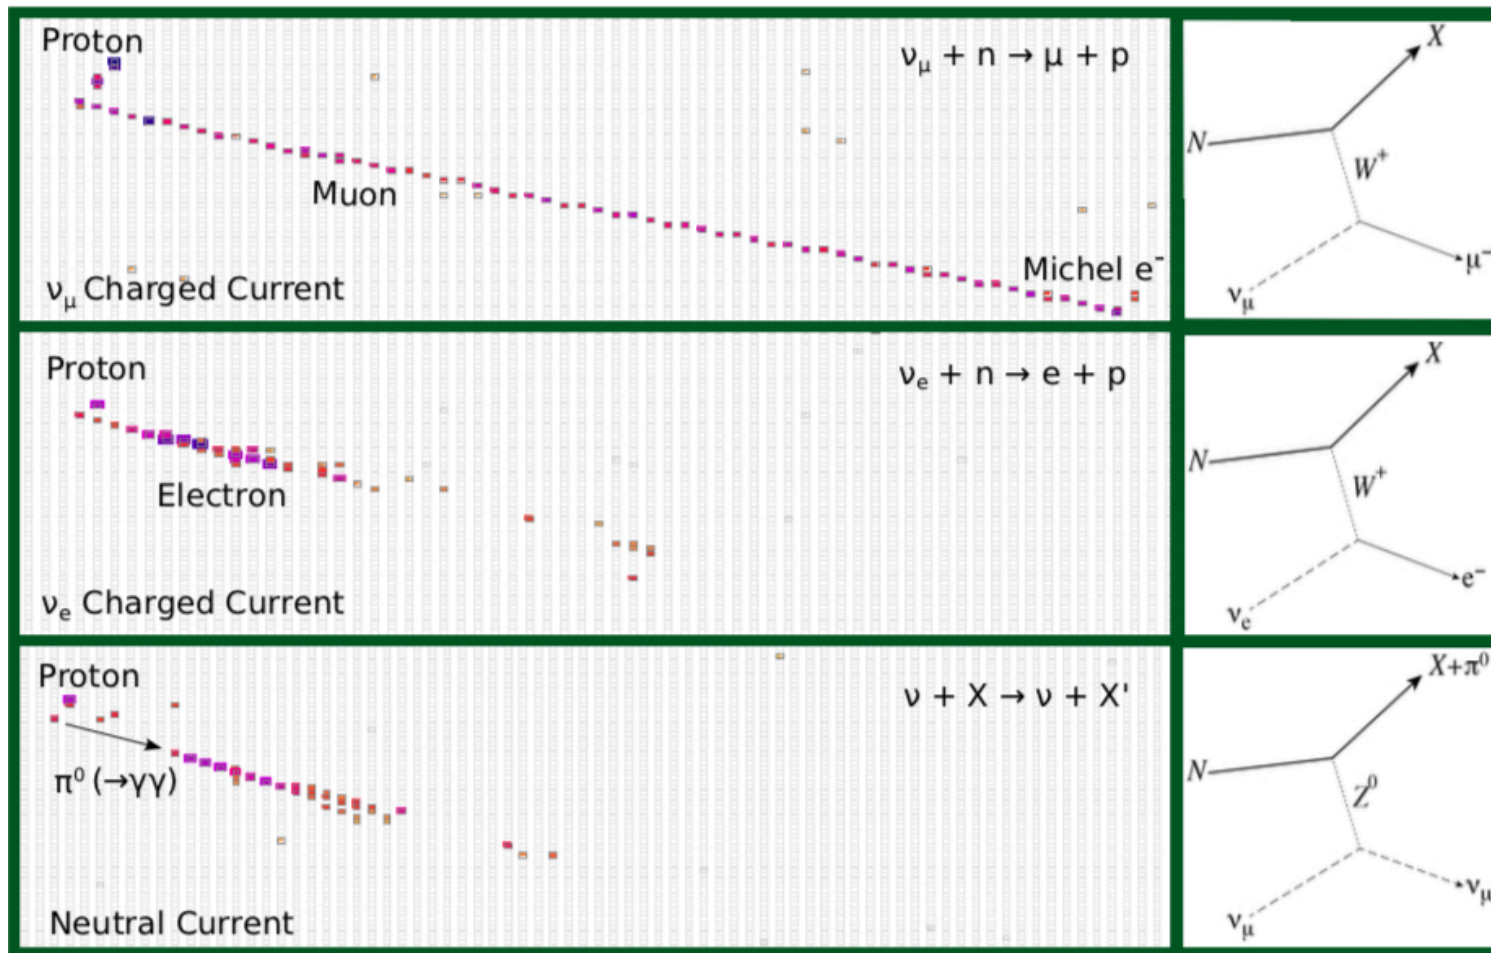 Proton
νμ + n → μ + p
Muon
Michel e⁻
νμ Charged Current
X
N
W⁺
μ⁻
νμ
Proton
νₑ + n → e + p
Electron
νₑ Charged Current
X
N
W⁺
e⁻
νₑ
Proton
ν + X → ν + X'
π⁰ (→γγ)
Neutral Current
X+π⁰
N
Z⁰
νμ
νμ